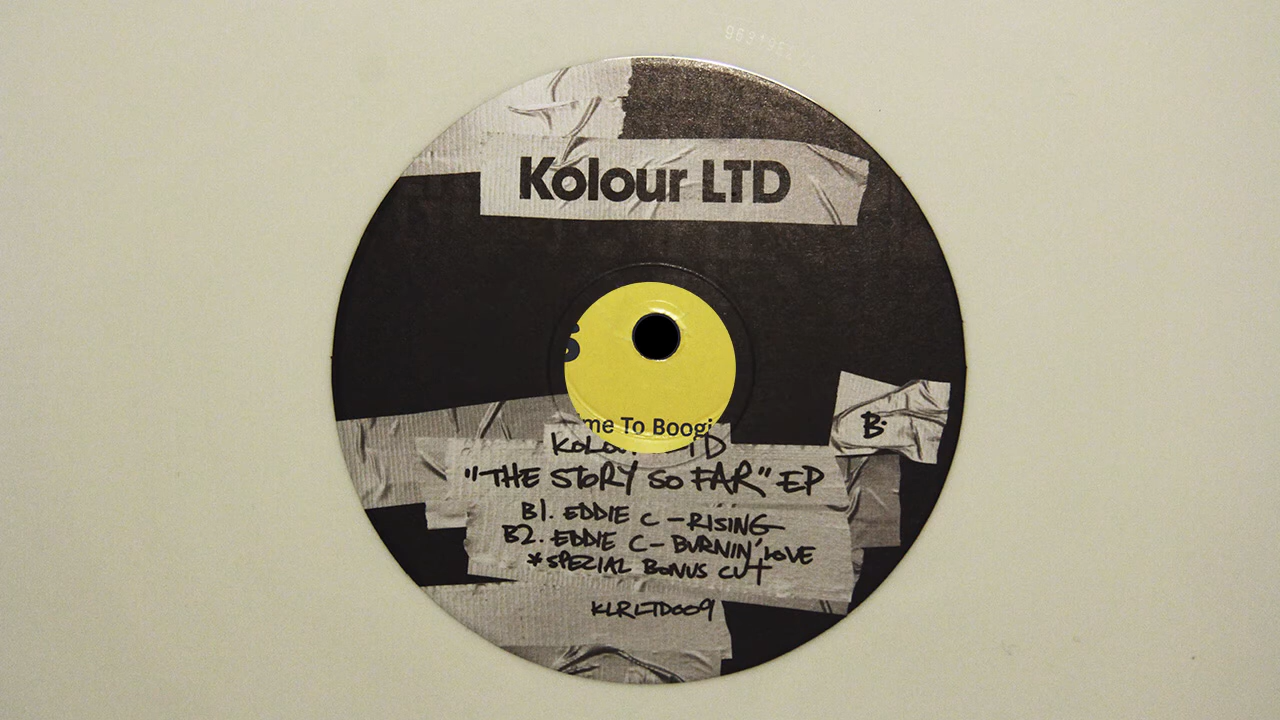 Kolour LTD
B.
me To Boogi
"THE STORY SO FAR" EP
B1. EDDIE C – RISING
B2. EDDIE C – BURNIN' LOVE
*SPEZIAL BONUS CUT
KLRLTD009